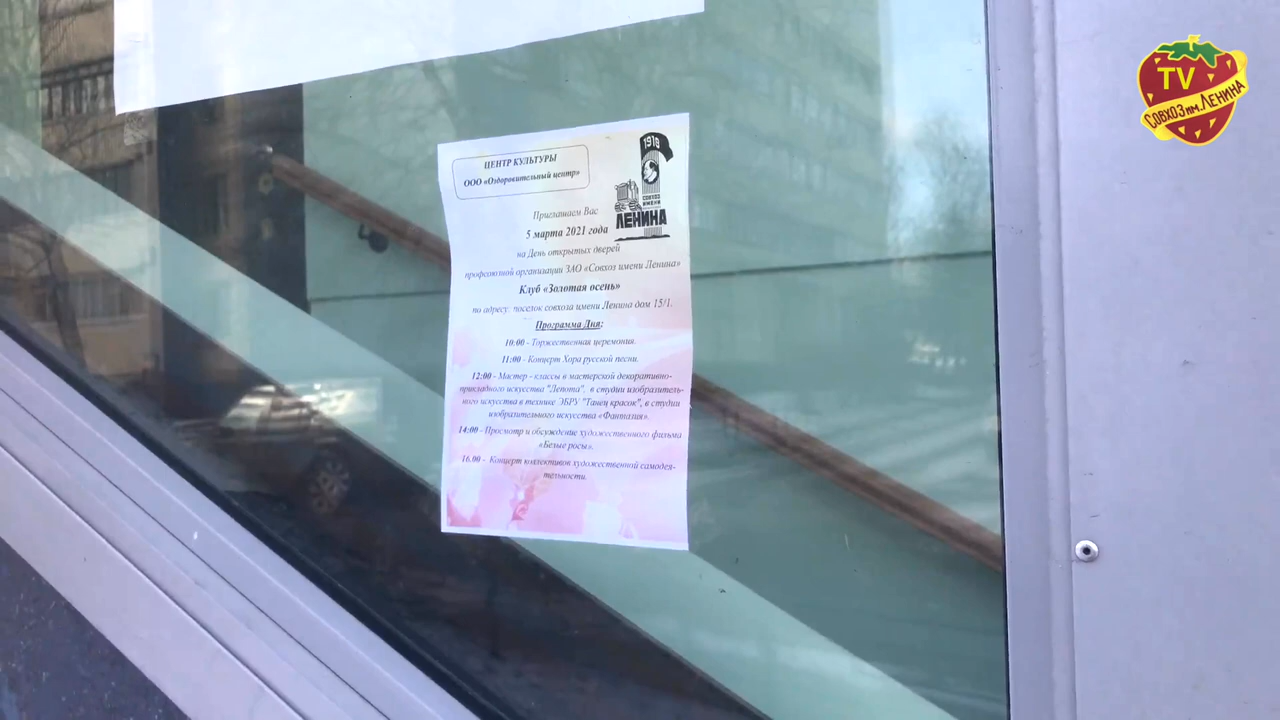 TV
СОВХОЗ им. ЛЕНИНА
ЦЕНТР КУЛЬТУРЫ
ООО «Оздоровительный центр»
1918
СОВХОЗ
ИМЕНИ
ЛЕНИНА
Приглашаем Вас
5 марта 2021 года
на День открытых дверей
профсоюзной организации ЗАО «Совхоз имени Ленина»
Клуб «Золотая осень»
по адресу: поселок совхоза имени Ленина дом 15/1.
Программа Дня:
10:00 - Торжественная церемония.
11:00 - Концерт Хора русской песни.
12:00 - Мастер - классы в мастерской декоративно-
прикладного искусства "Лепота", в студии изобразитель-
ного искусства в технике ЭБРУ "Танец красок", в студии
изобразительного искусства «Фантазия».
14:00 - Просмотр и обсуждение художественного фильма
«Белые росы».
16.00 - Концерт коллективов художественной самодея-
тельности.